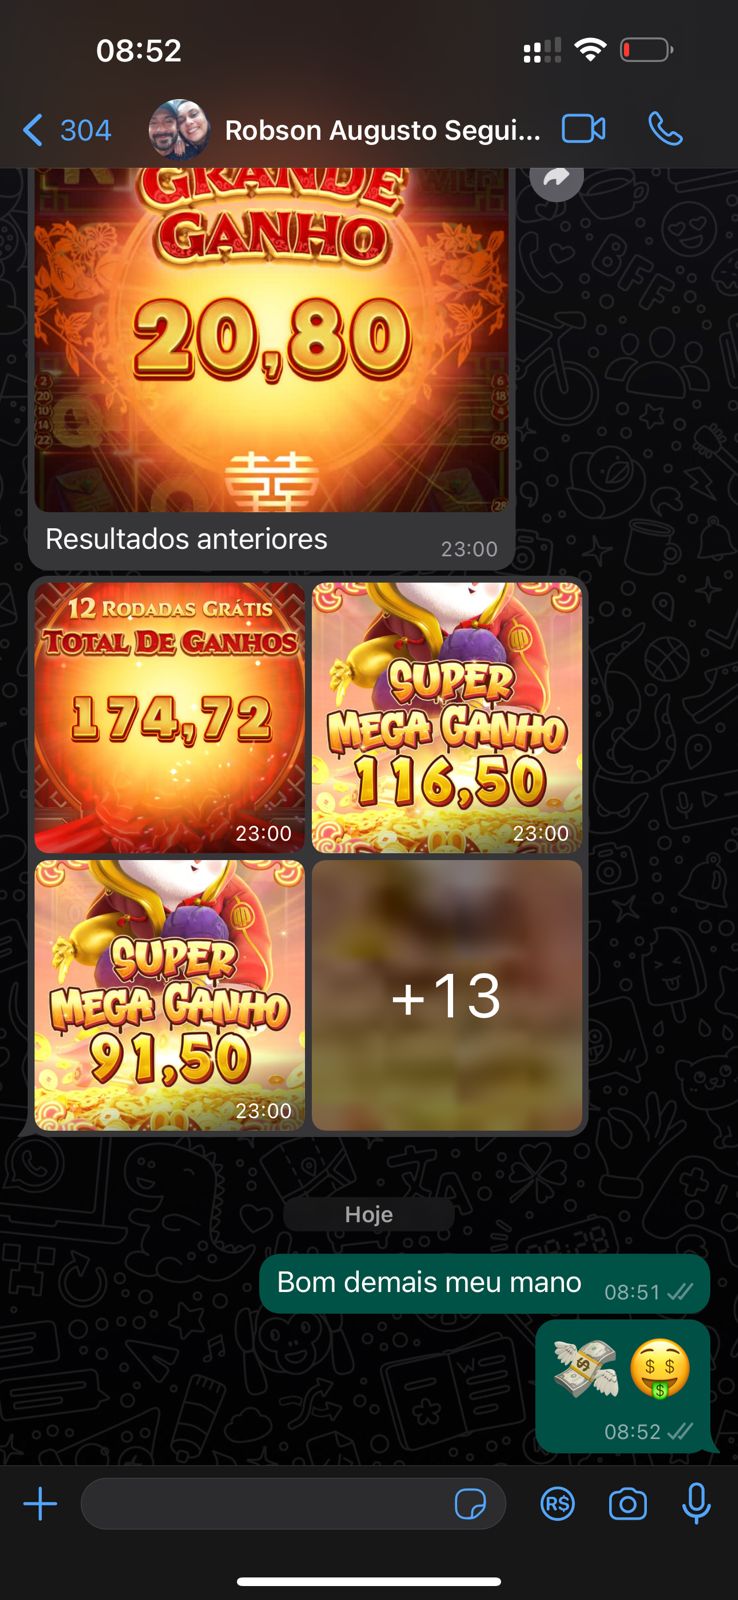 08:52
304
Robson Augusto Segui...
GRANDE
GANHO
20,80
Resultados anteriores
23:00
12 RODADAS GRÁTIS
TOTAL DE GANHOS
174,72
23:00
SUPER
MEGA GANHO
116,50
23:00
SUPER
MEGA GANHO
91,50
23:00
+13
Hoje
Bom demais meu mano
08:51
08:52
R$